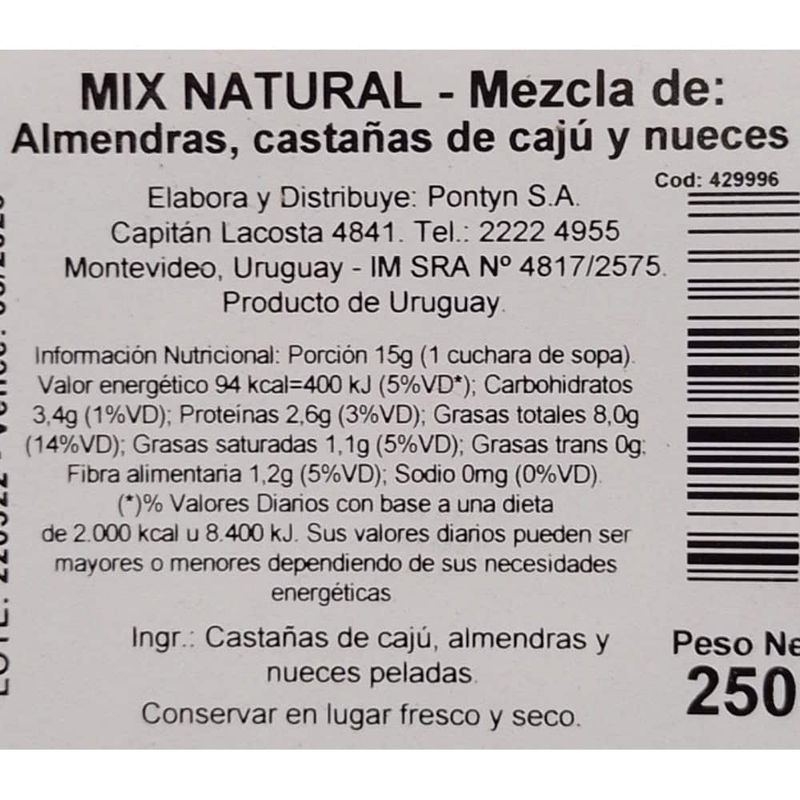 MIX NATURAL - Mezcla de:
Almendras, castañas de cajú y nueces
Cod: 429996
Elabora y Distribuye: Pontyn S.A.
Capitán Lacosta 4841. Tel.: 2222 4955
Montevideo, Uruguay - IM SRA Nº 4817/2575.
Producto de Uruguay.
Información Nutricional: Porción 15g (1 cuchara de sopa).
Valor energético 94 kcal=400 kJ (5%VD*); Carbohidratos
3,4g (1%VD); Proteínas 2,6g (3%VD); Grasas totales 8,0g
(14%VD); Grasas saturadas 1,1g (5%VD); Grasas trans 0g;
Fibra alimentaria 1,2g (5%VD); Sodio 0mg (0%VD).
(*)% Valores Diarios con base a una dieta
de 2.000 kcal u 8.400 kJ. Sus valores diarios pueden ser
mayores o menores dependiendo de sus necesidades
energéticas
Ingr.: Castañas de cajú, almendras y
nueces peladas.
Conservar en lugar fresco y seco.
Peso Ne
250